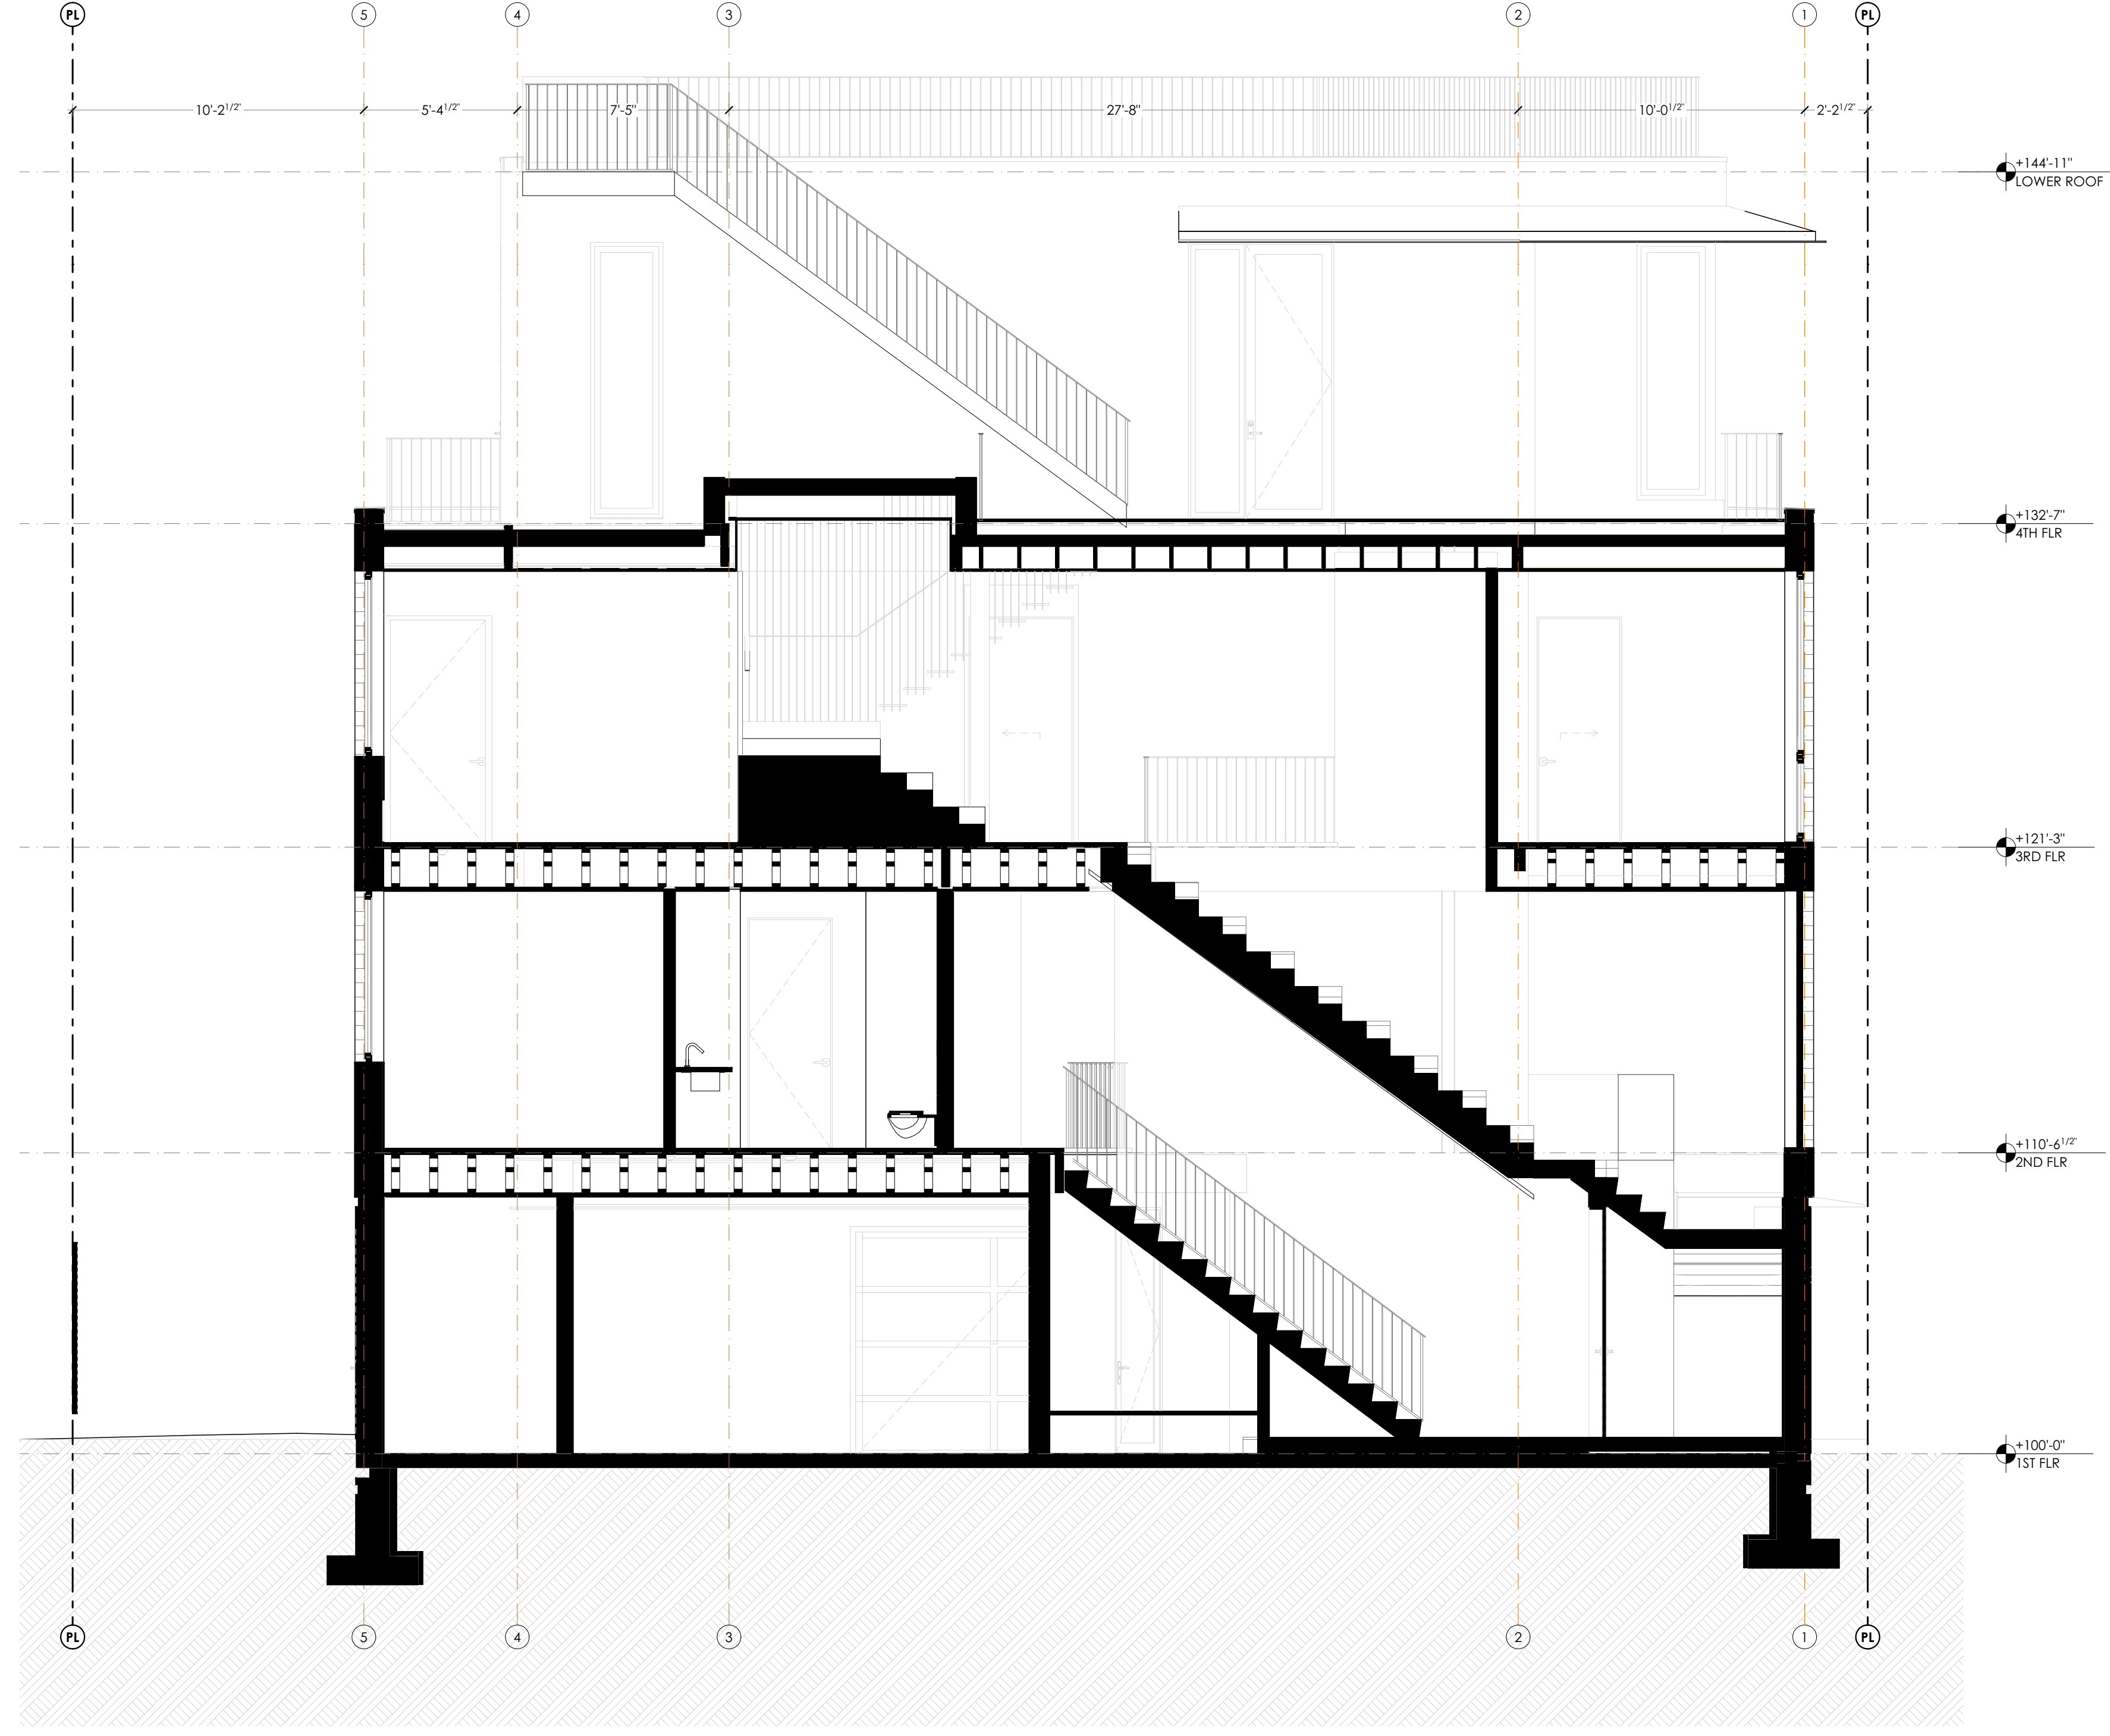 PL 5 4 3 2 1 PL
10'-2 1/2" 5'-4 1/2" 7'-5" 27'-8" 10'-0 1/2" 2'-2 1/2"
+144'-11"
LOWER ROOF
+132'-7"
4TH FLR
+121'-3"
3RD FLR
+110'-6 1/2"
2ND FLR
+100'-0"
1ST FLR
PL 5 4 3 2 1 PL